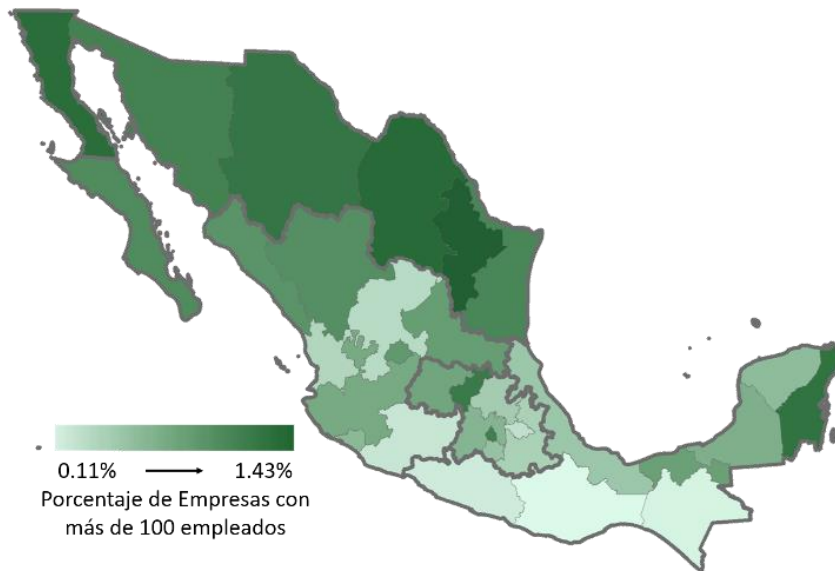 0.11% → 1.43%
Porcentaje de Empresas con
más de 100 empleados